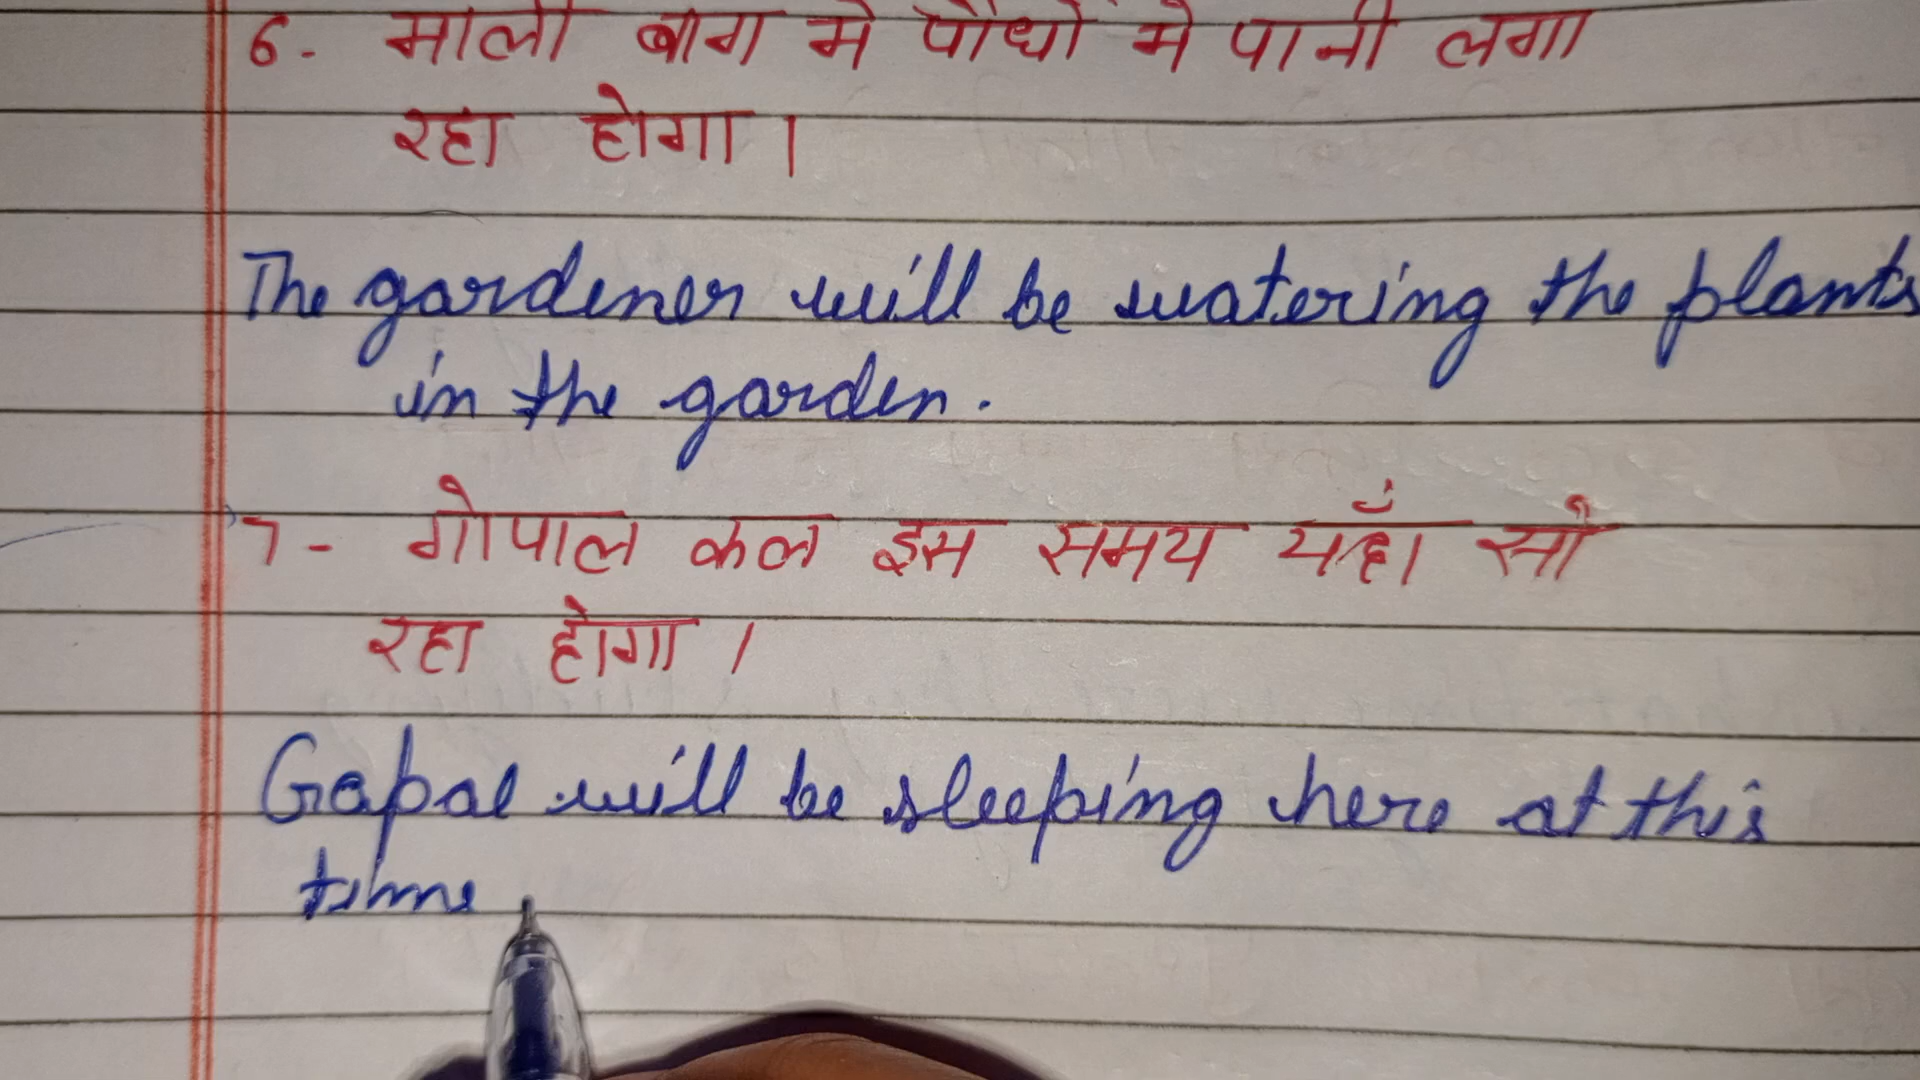 6- माली बाग मे पौधों मे पानी लगा
रहा होगा।
The gardener will be watering the plants
in the garden.
7- गोपाल कल इस समय यहाँ सो
रहा होगा।
Gopal will be sleeping here at this
time